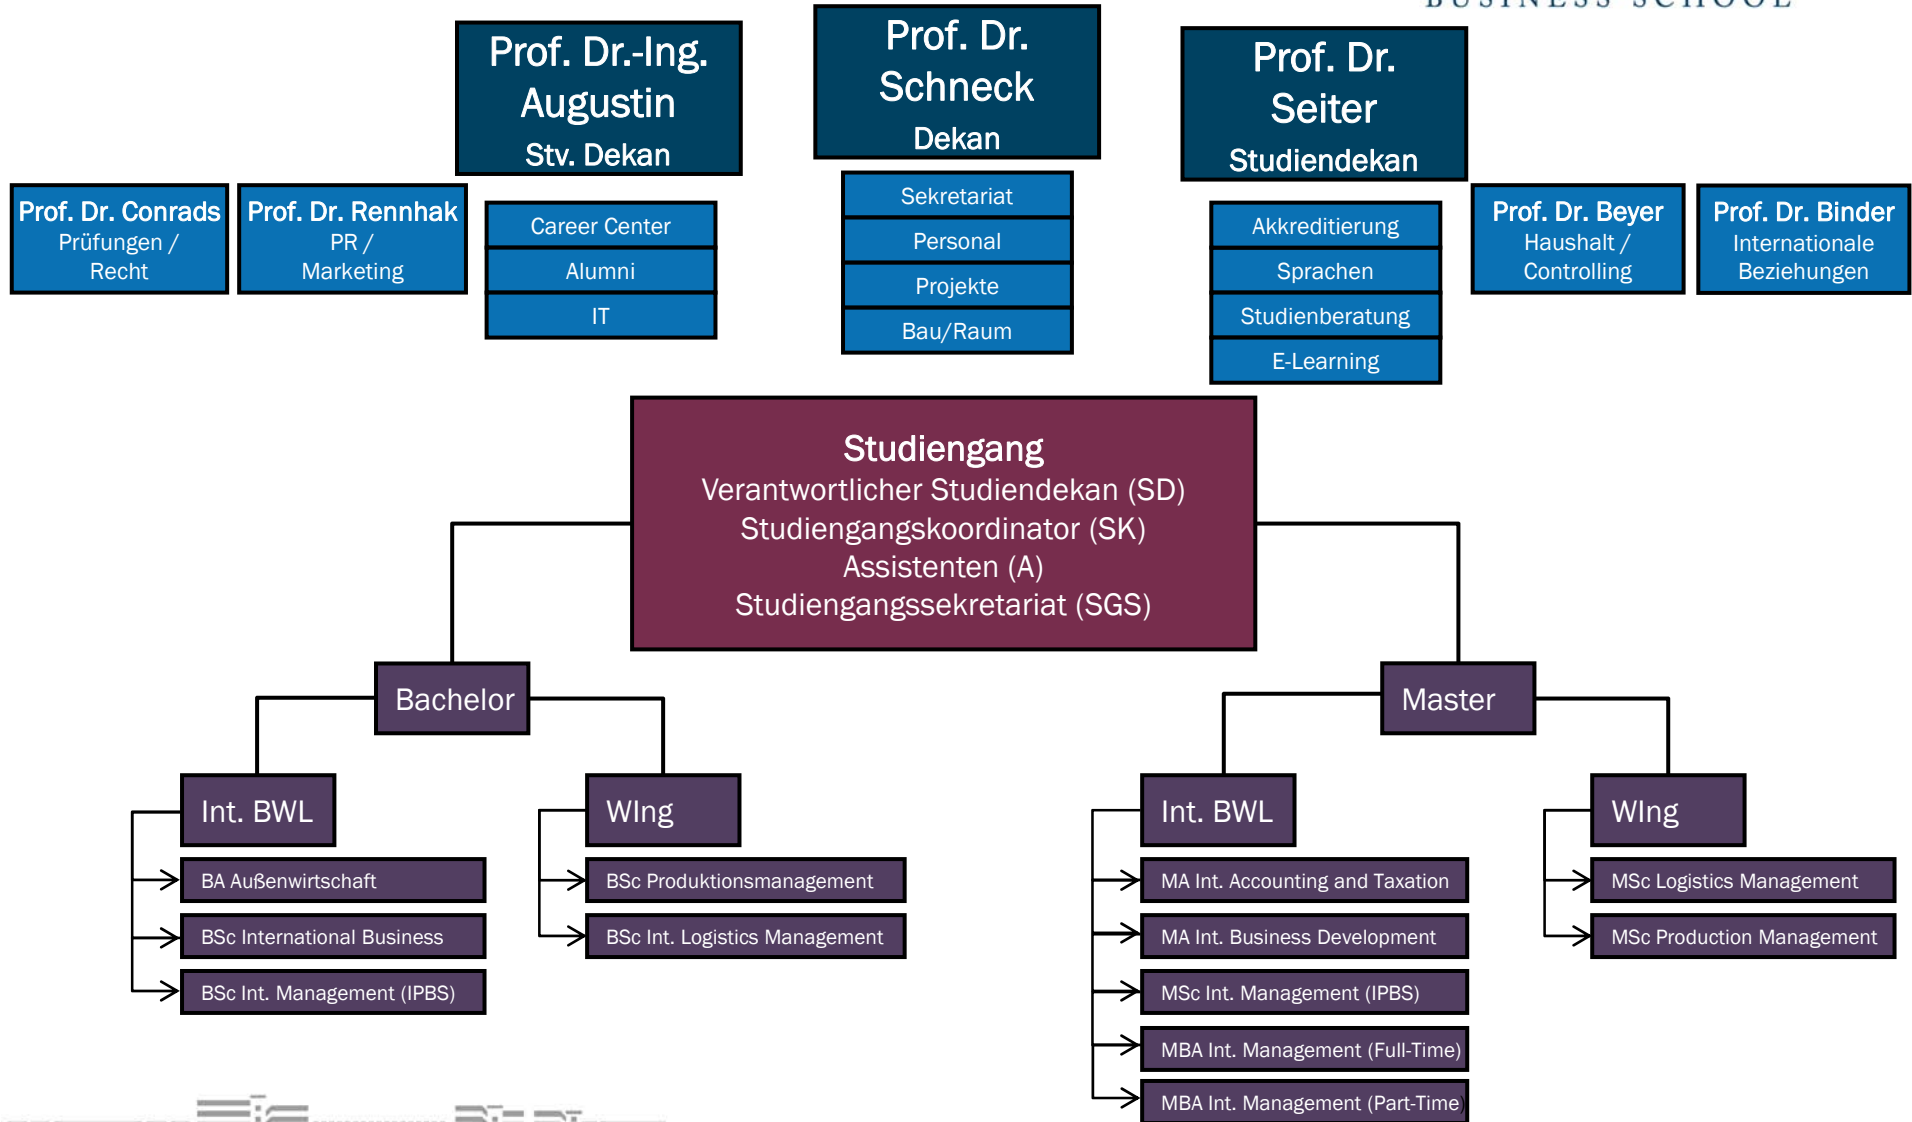 BUSINESS SCHOOL
Prof. Dr.-Ing.
Augustin
Stv. Dekan
Prof. Dr.
Schneck
Dekan
Prof. Dr.
Seiter
Studiendekan
Prof. Dr. Conrads
Prüfungen /
Recht
Prof. Dr. Rennhak
PR /
Marketing
Career Center
Alumni
IT
Sekretariat
Personal
Projekte
Bau/Raum
Akkreditierung
Sprachen
Studienberatung
E-Learning
Prof. Dr. Beyer
Haushalt /
Controlling
Prof. Dr. Binder
Internationale
Beziehungen
Studiengang
Verantwortlicher Studiendekan (SD)
Studiengangskoordinator (SK)
Assistenten (A)
Studiengangssekretariat (SGS)
Bachelor
Master
Int. BWL
BA Außenwirtschaft
BSc International Business
BSc Int. Management (IPBS)
WIng
BSc Produktionsmanagement
BSc Int. Logistics Management
Int. BWL
MA Int. Accounting and Taxation
MA Int. Business Development
MSc Int. Management (IPBS)
MBA Int. Management (Full-Time)
MBA Int. Management (Part-Time)
WIng
MSc Logistics Management
MSc Production Management